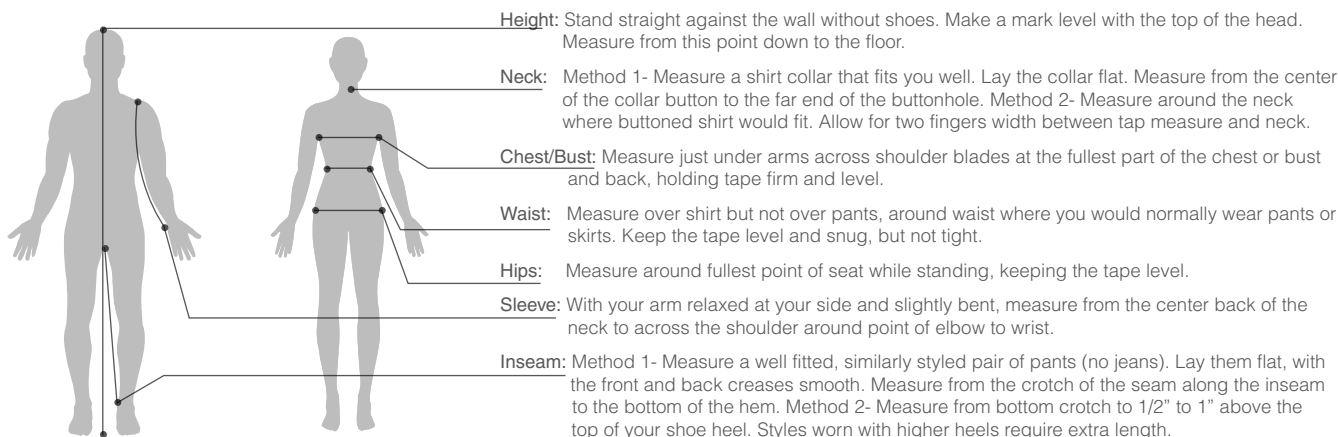 Height: Stand straight against the wall without shoes. Make a mark level with the top of the head.
Measure from this point down to the floor.
Neck: Method 1- Measure a shirt collar that fits you well. Lay the collar flat. Measure from the center
of the collar button to the far end of the buttonhole. Method 2- Measure around the neck
where buttoned shirt would fit. Allow for two fingers width between tap measure and neck.
Chest/Bust: Measure just under arms across shoulder blades at the fullest part of the chest or bust
and back, holding tape firm and level.
Waist: Measure over shirt but not over pants, around waist where you would normally wear pants or
skirts. Keep the tape level and snug, but not tight.
Hips: Measure around fullest point of seat while standing, keeping the tape level.
Sleeve: With your arm relaxed at your side and slightly bent, measure from the center back of the
neck to across the shoulder around point of elbow to wrist.
Inseam: Method 1- Measure a well fitted, similarly styled pair of pants (no jeans). Lay them flat, with
the front and back creases smooth. Measure from the crotch of the seam along the inseam
to the bottom of the hem. Method 2- Measure from bottom crotch to 1/2” to 1” above the
top of your shoe heel. Styles worn with higher heels require extra length.